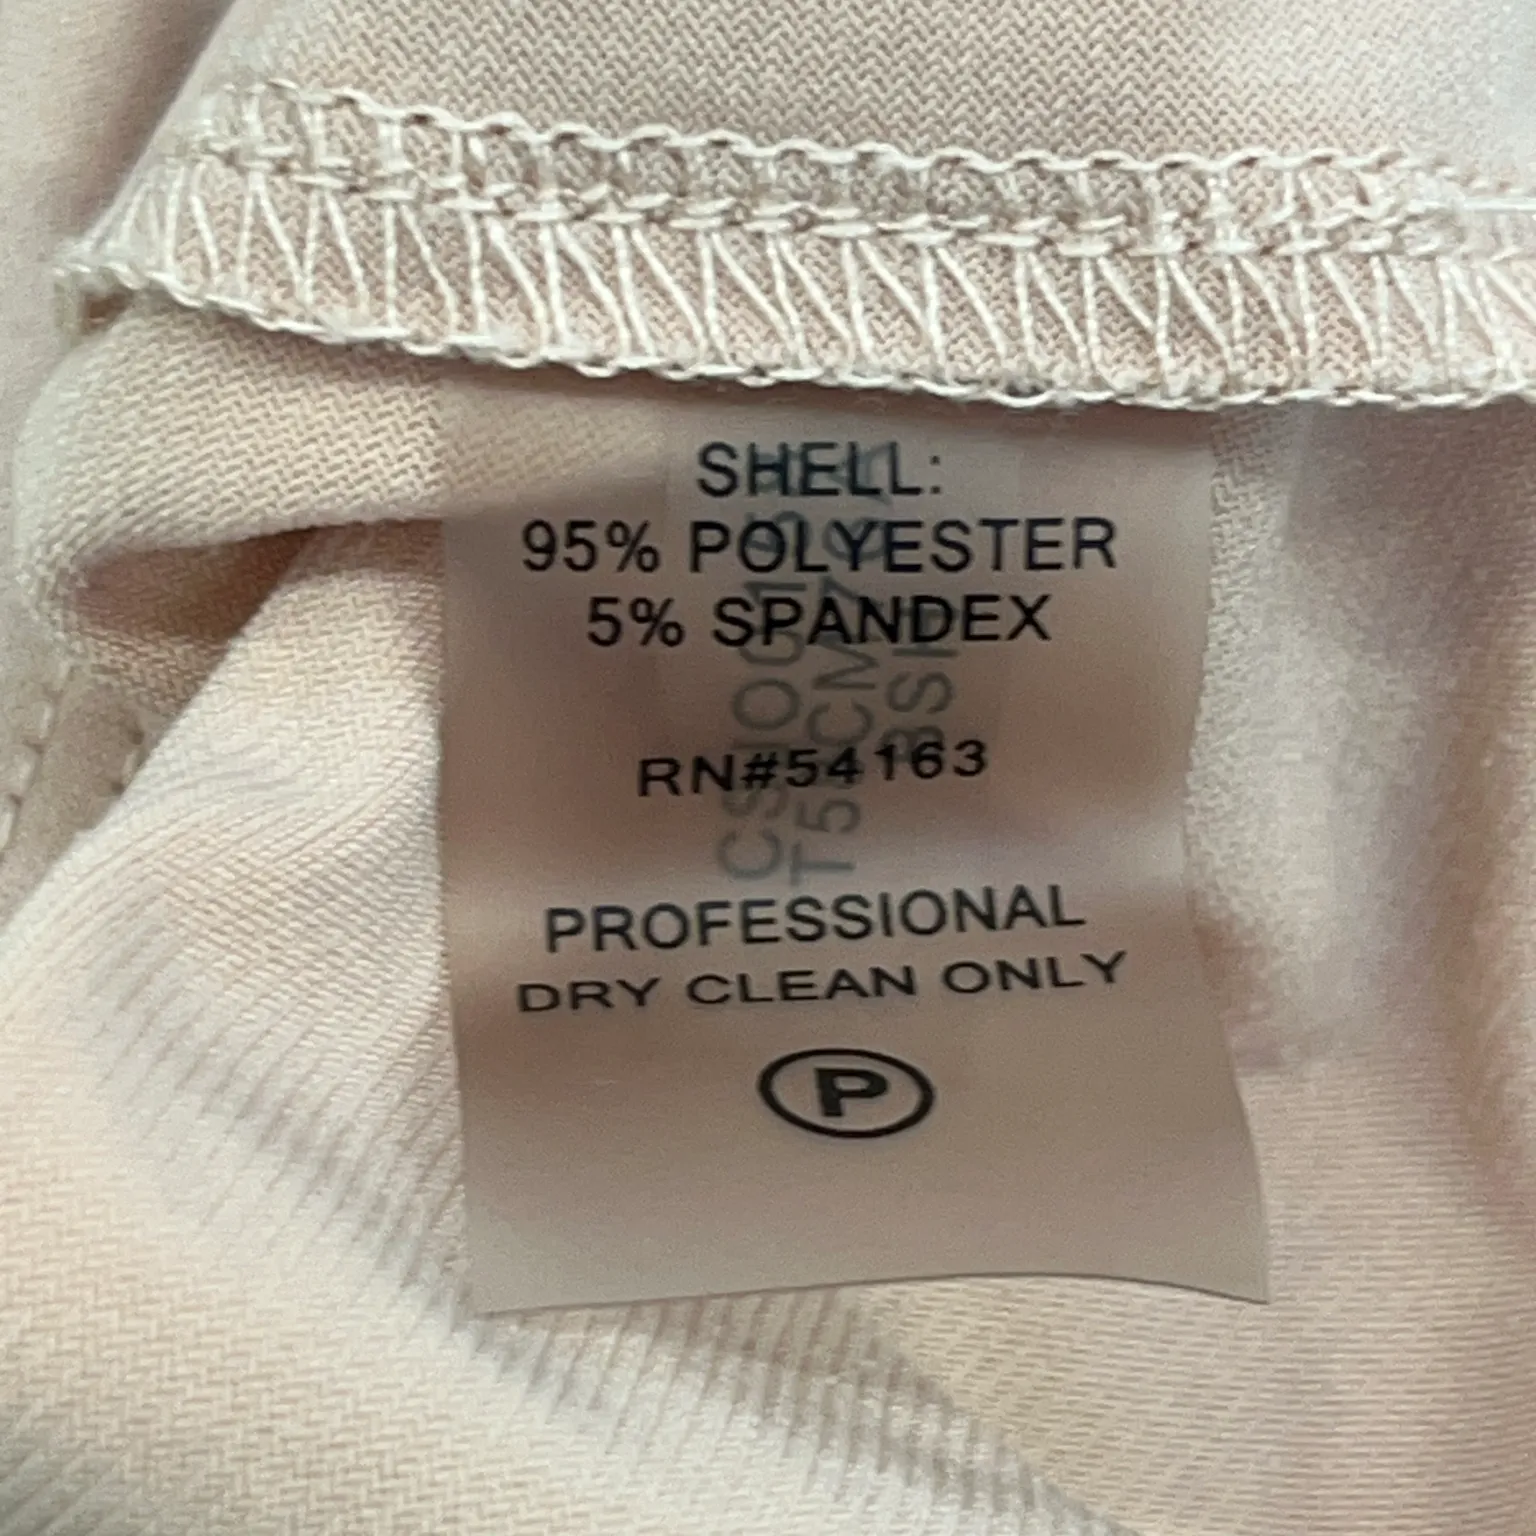 SHELL:
95% POLYESTER
5% SPANDEX
RN#54163
PROFESSIONAL
DRY CLEAN ONLY
P